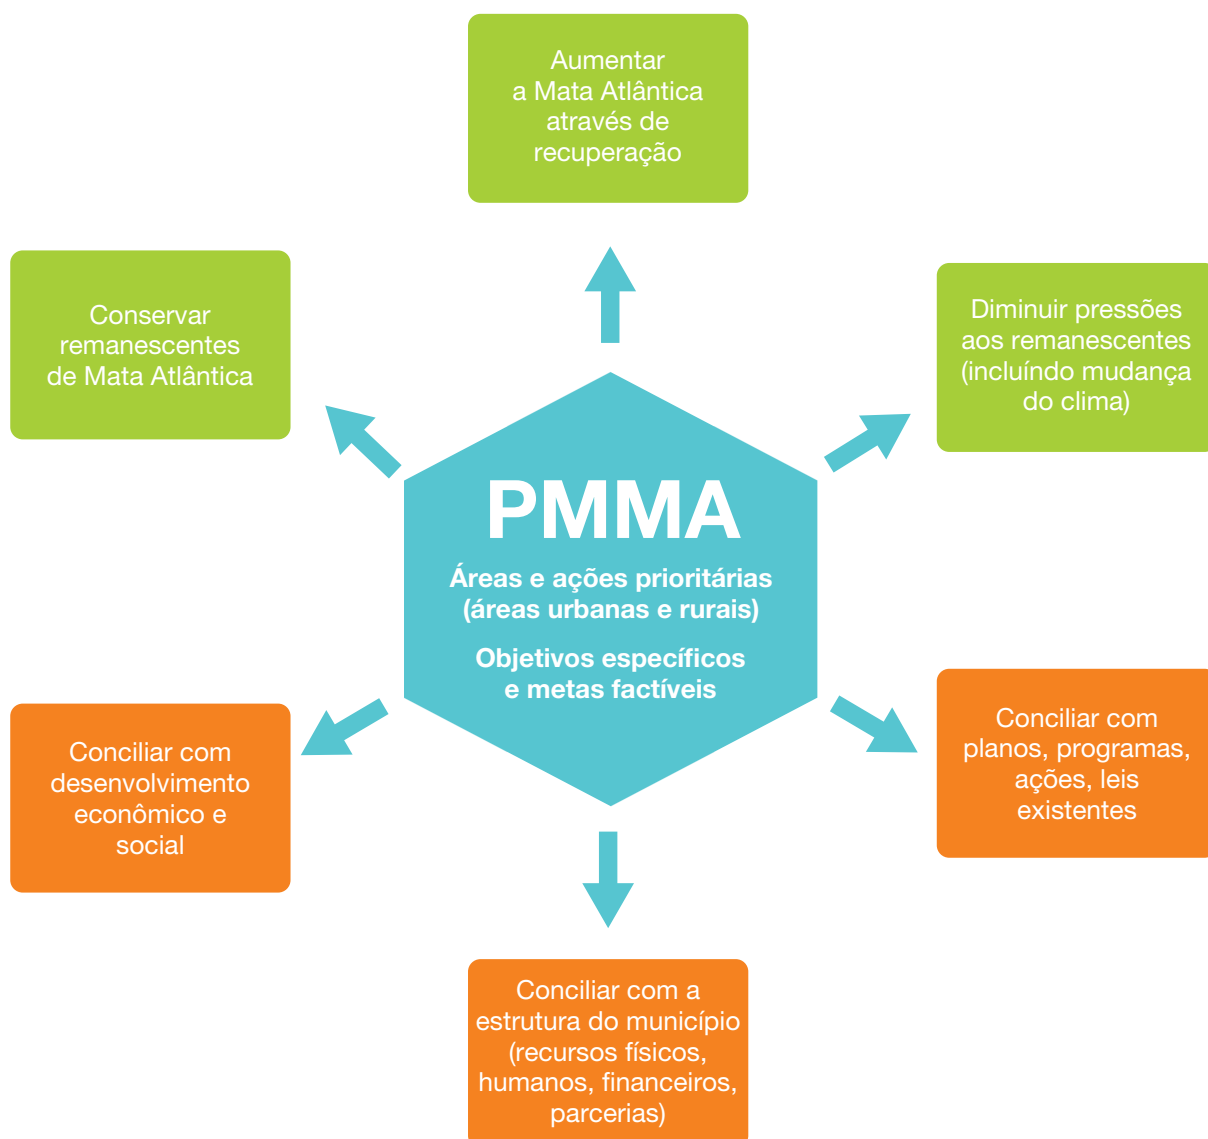 Aumentar
a Mata Atlântica
através de
recuperação
Conservar
remanescentes
de Mata Atlântica
Diminuir pressões
aos remanescentes
(incluíndo mudança
do clima)
PMMA
Áreas e ações prioritárias
(áreas urbanas e rurais)
Objetivos específicos
e metas factíveis
Conciliar com
desenvolvimento
econômico e
social
Conciliar com
planos, programas,
ações, leis
existentes
Conciliar com a
estrutura do município
(recursos físicos,
humanos, financeiros,
parcerias)